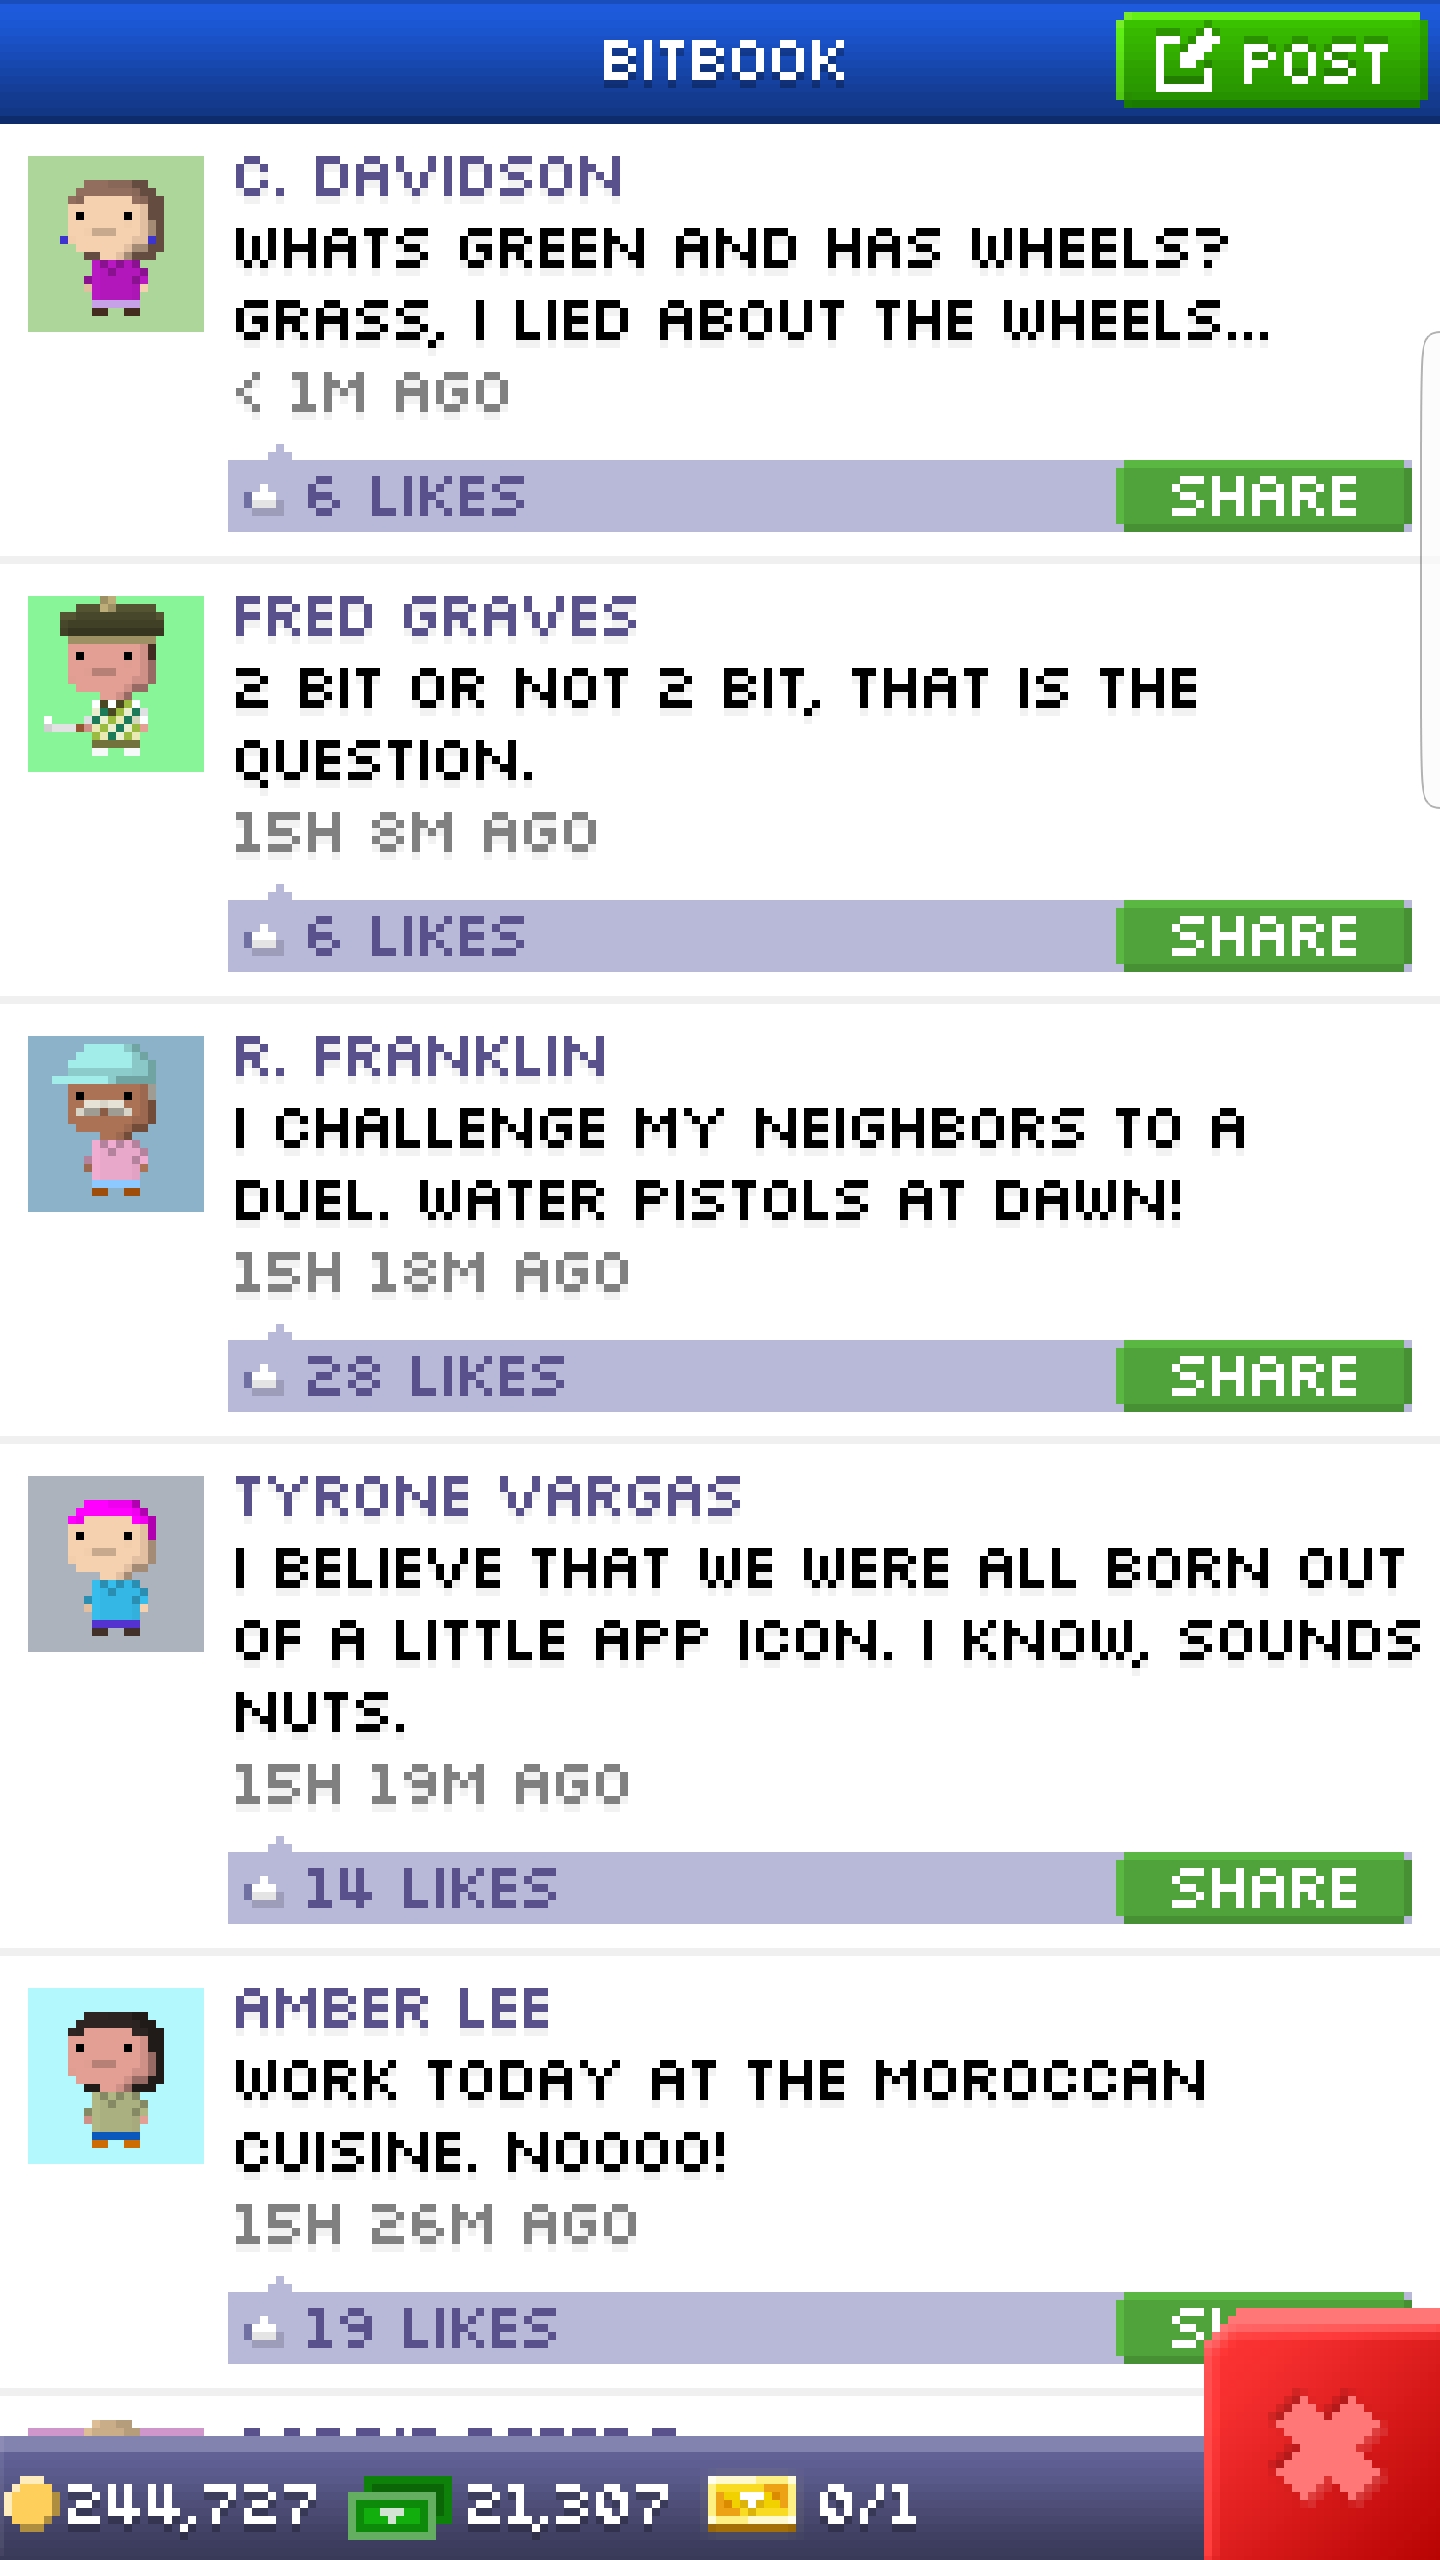 BITBOOK
POST
C. DAVIDSON
WHATS GREEN AND HAS WHEELS?
GRASS, I LIED ABOUT THE WHEELS...
< 1M AGO
6 LIKES
SHARE
FRED GRAVES
2 BIT OR NOT 2 BIT, THAT IS THE
QUESTION.
15H 8M AGO
6 LIKES
SHARE
R. FRANKLIN
I CHALLENGE MY NEIGHBORS TO A
DUEL. WATER PISTOLS AT DAWN!
15H 18M AGO
28 LIKES
SHARE
TYRONE VARGAS
I BELIEVE THAT WE WERE ALL BORN OUT
OF A LITTLE APP ICON. I KNOW, SOUNDS
NUTS.
15H 19M AGO
14 LIKES
SHARE
AMBER LEE
WORK TODAY AT THE MOROCCAN
CUISINE. NOOOO!
15H 26M AGO
19 LIKES
244,727
21,307
0/1